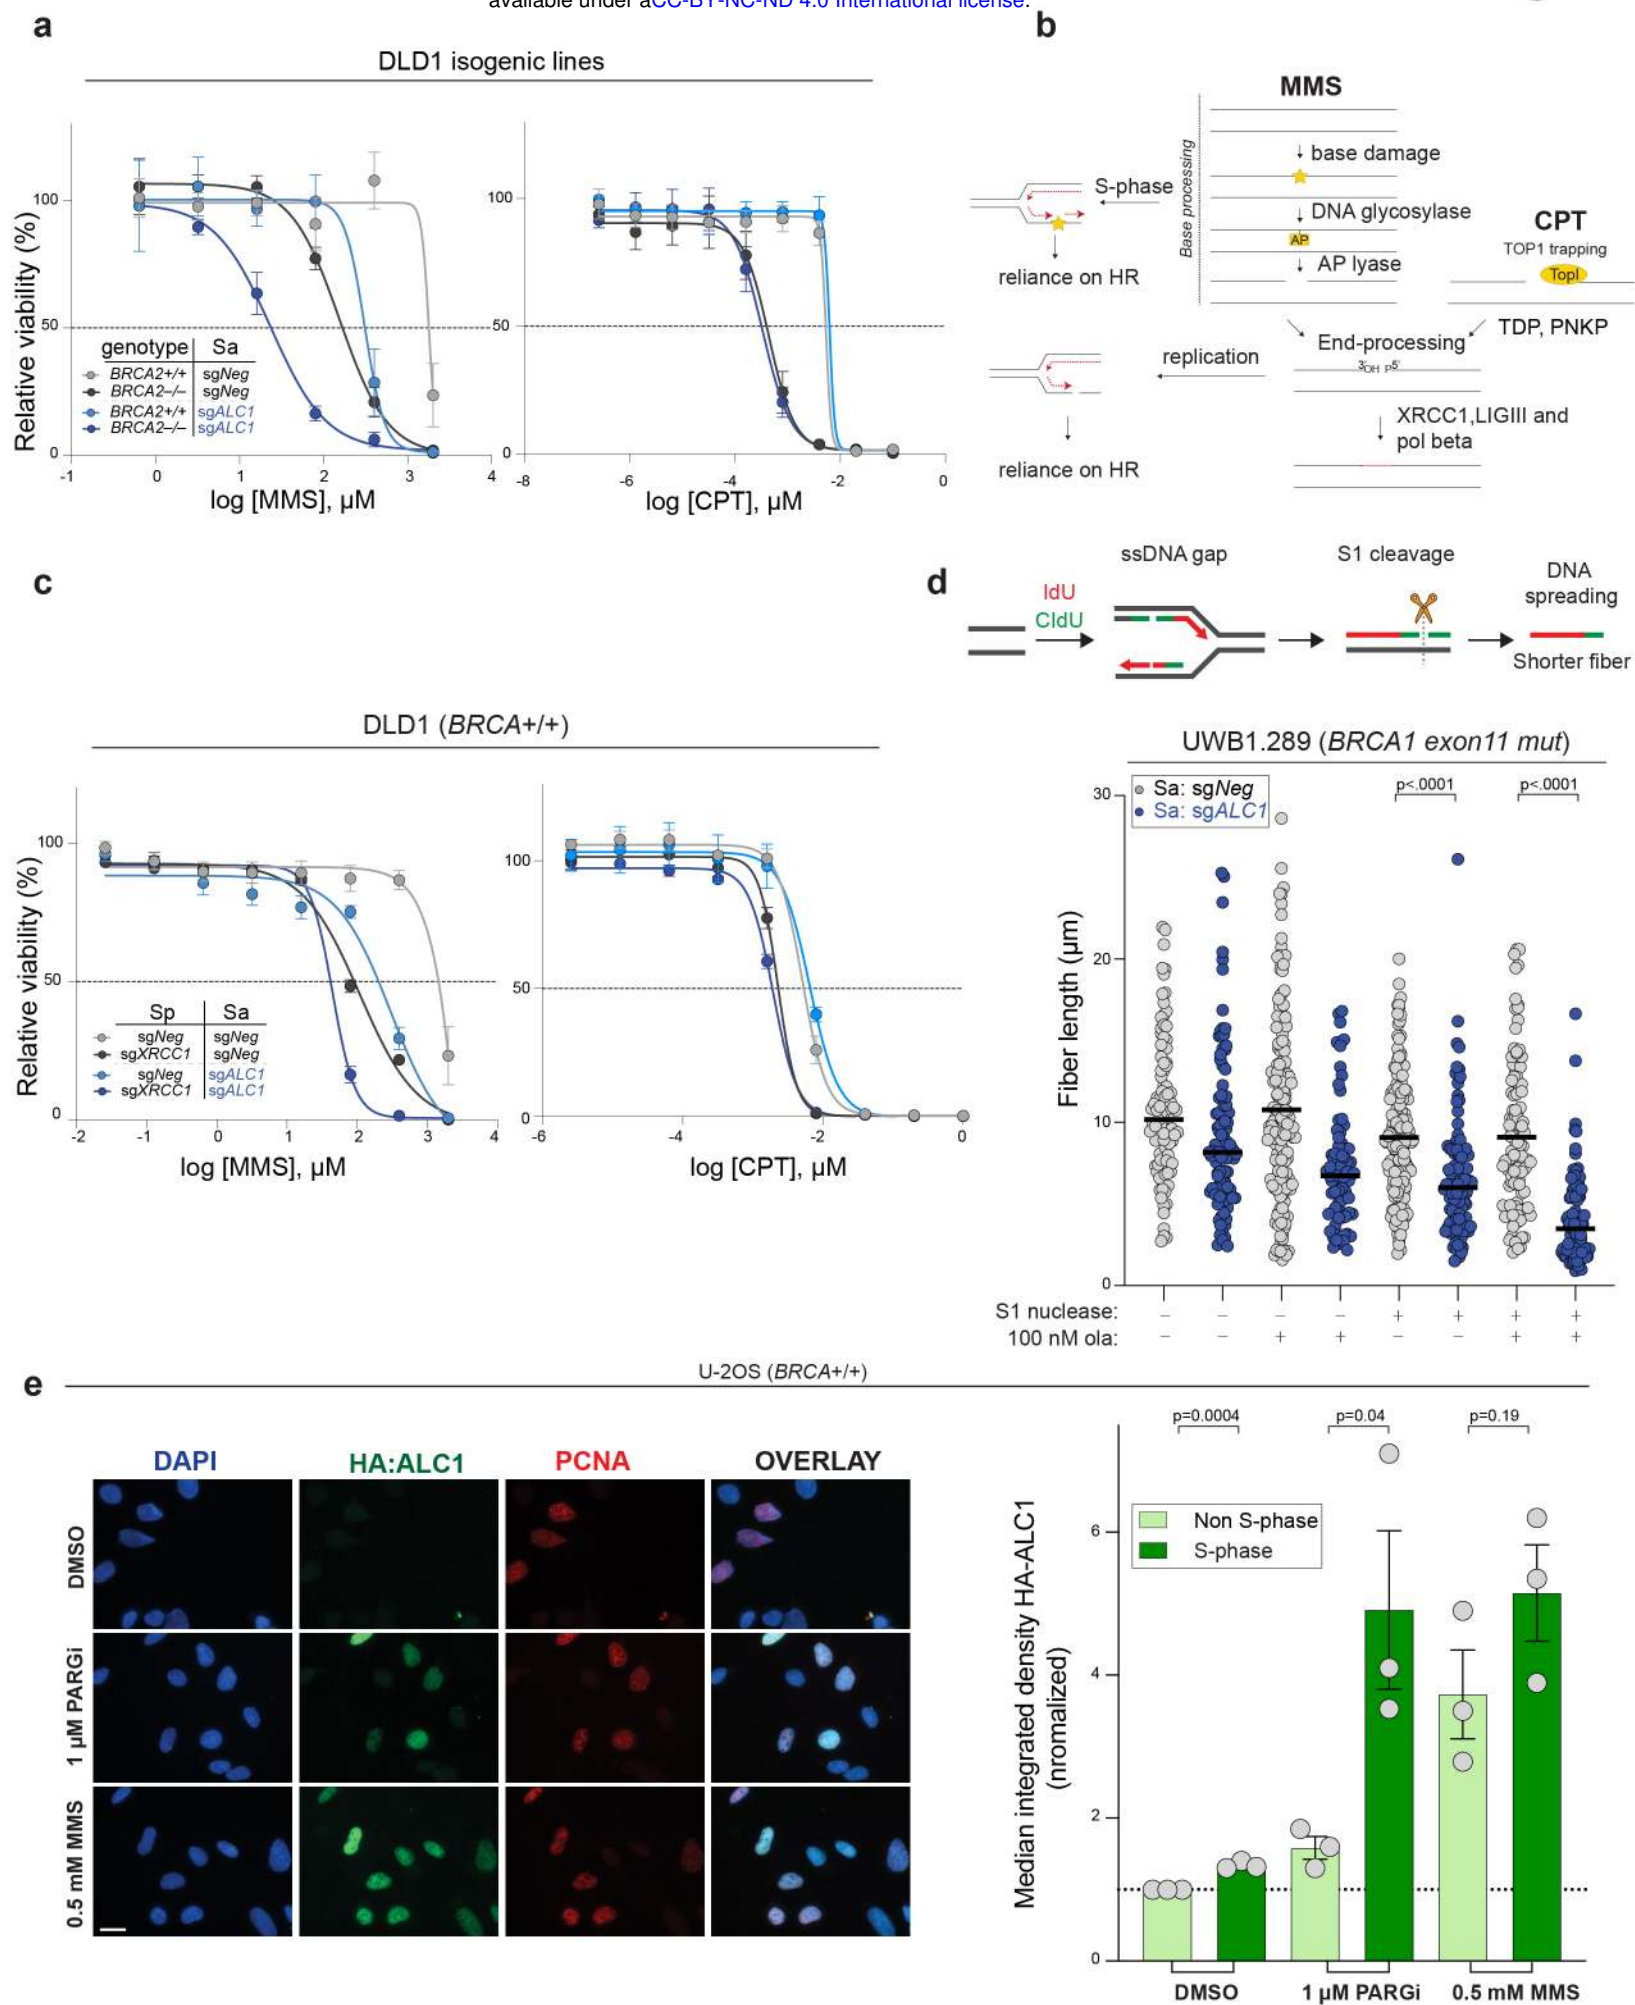 available under aCC-BY-NC-ND 4.0 International license.
a
DLD1 isogenic lines
Relative viability (%)
100
50
0
genotype Sa
BRCA2+/+ sgNeg
BRCA2–/– sgNeg
BRCA2+/+ sgALC1
BRCA2–/– sgALC1
-1 0 1 2 3 4
log [MMS], µM
100
50
0
-8 -6 -4 -2 0
log [CPT], µM
b
MMS
Base processing
base damage
S-phase
DNA glycosylase
AP
AP lyase
reliance on HR
CPT
TOP1 trapping
TopI
TDP, PNKP
End-processing
3'OH P5'
replication
XRCC1,LIGIII and
pol beta
reliance on HR
c
DLD1 (BRCA+/+)
Relative viability (%)
100
50
0
Sp Sa
sgNeg sgNeg
sgXRCC1 sgNeg
sgNeg sgALC1
sgXRCC1 sgALC1
-2 -1 0 1 2 3 4
log [MMS], µM
100
50
0
-6 -4 -2 0
log [CPT], µM
d
IdU
CldU
ssDNA gap
S1 cleavage
DNA
spreading
Shorter fiber
UWB1.289 (BRCA1 exon11 mut)
Sa: sgNeg
Sa: sgALC1
p<.0001
p<.0001
Fiber length (µm)
30
20
10
0
S1 nuclease: – – – – + + + +
100 nM ola: – – + + – – + +
e
U-2OS (BRCA+/+)
DAPI
HA:ALC1
PCNA
OVERLAY
DMSO
1 µM PARGi
0.5 mM MMS
p=0.0004
p=0.04
p=0.19
Non S-phase
S-phase
Median integrated density HA-ALC1
(nromalized)
6
4
2
0
DMSO
1 µM PARGi
0.5 mM MMS